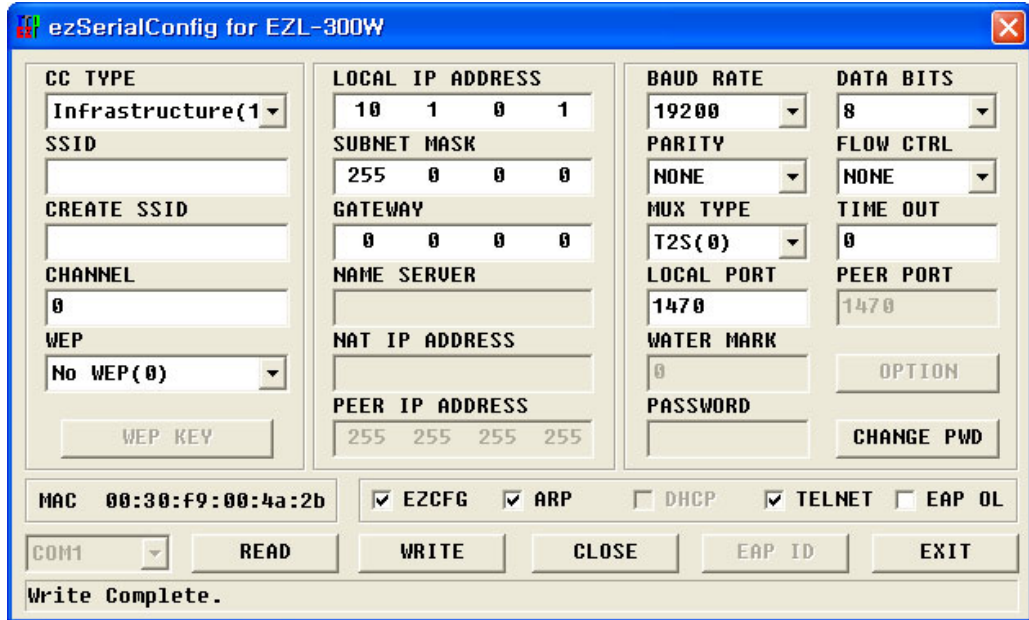 ezSerialConfig for EZL-300W
CC TYPE
Infrastructure(1
SSID
CREATE SSID
CHANNEL
0
WEP
No WEP(0)
WEP KEY
LOCAL IP ADDRESS
10 1 0 1
SUBNET MASK
255 0 0 0
GATEWAY
0 0 0 0
NAME SERVER
NAT IP ADDRESS
PEER IP ADDRESS
255 255 255 255
BAUD RATE DATA BITS
19200 8
PARITY FLOW CTRL
NONE NONE
MUX TYPE TIME OUT
T2S(0) 0
LOCAL PORT PEER PORT
1470 1470
WATER MARK
0 OPTION
PASSWORD
CHANGE PWD
MAC 00:30:f9:00:4a:2b
EZCFG ARP DHCP TELNET EAP OL
COM1 READ WRITE CLOSE EAP ID EXIT
Write Complete.